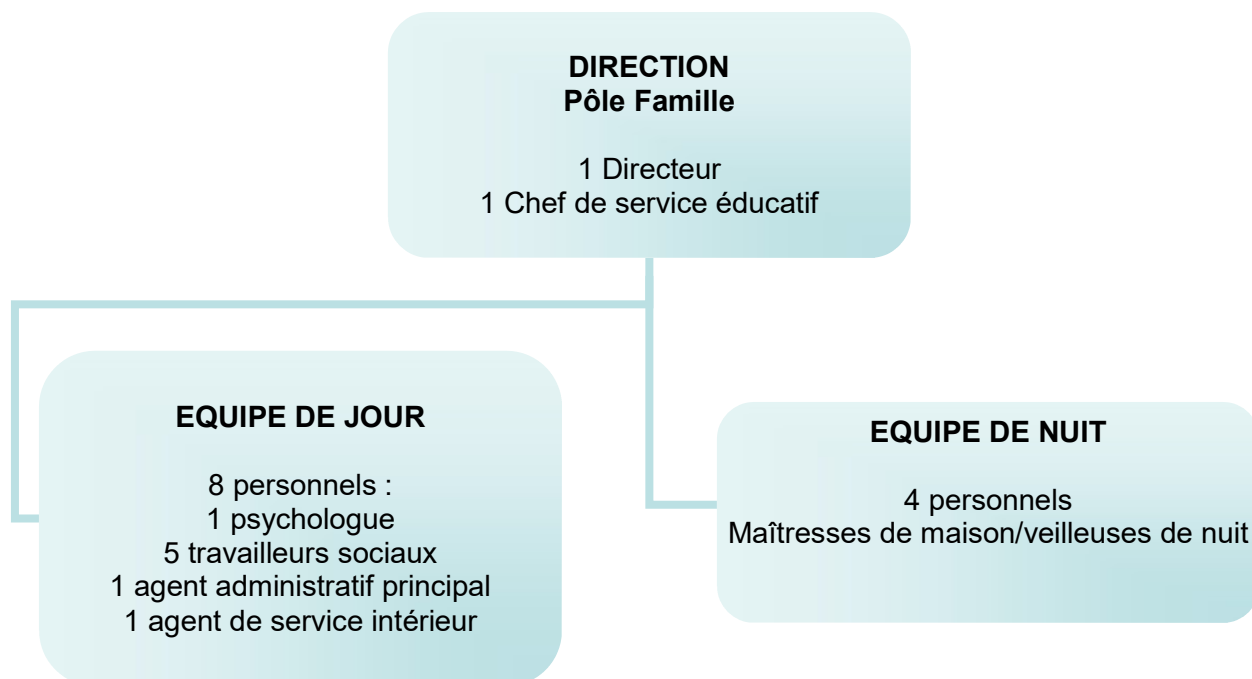 DIRECTION
Pôle Famille
1 Directeur
1 Chef de service éducatif
EQUIPE DE JOUR
8 personnels :
1 psychologue
5 travailleurs sociaux
1 agent administratif principal
1 agent de service intérieur
EQUIPE DE NUIT
4 personnels
Maîtresses de maison/veilleuses de nuit